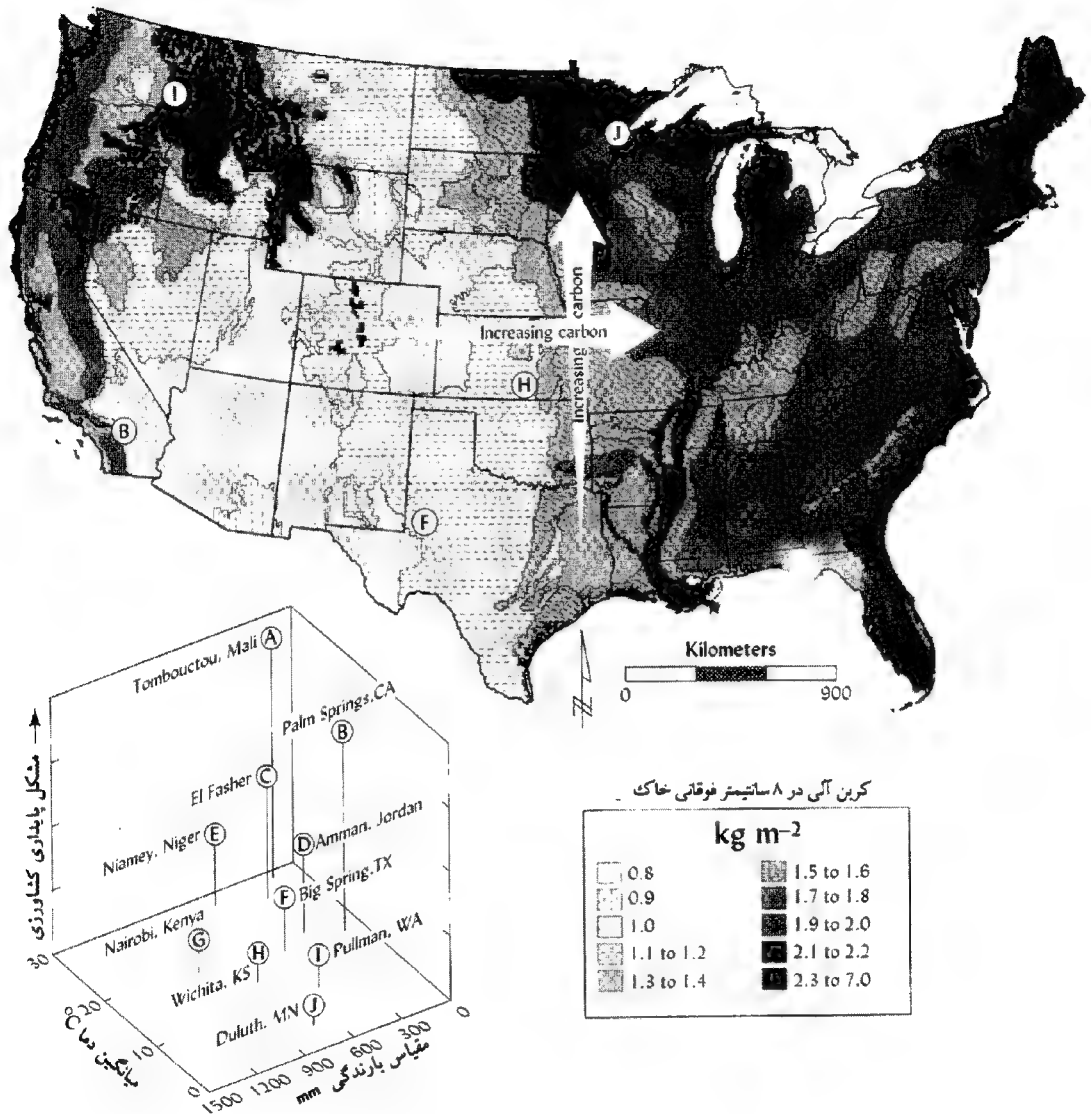 I
J
Increasing carbon
Increasing carbon
carbon
H
B
F
Kilometers
0 900
N
Tombouctou, Mali A
Palm Springs,CA
B
El Fasher C
Niamey, Niger E
D Amman, Jordan
F Big Spring,TX
Nairobi, Kenya
G
I Pullman, WA
Wichita, KS H
Duluth, MN J
مشکل پایداری کشاورزی
30
20
10
0
میانگین دما °C
1500 1200 900 600 300 0
مقیاس بارندگی mm
کربن آلی در ۸ سانتیمتر فوقانی خاک
kg m⁻²
0.8 1.5 to 1.6
0.9 1.7 to 1.8
1.0 1.9 to 2.0
1.1 to 1.2 2.1 to 2.2
1.3 to 1.4 2.3 to 7.0